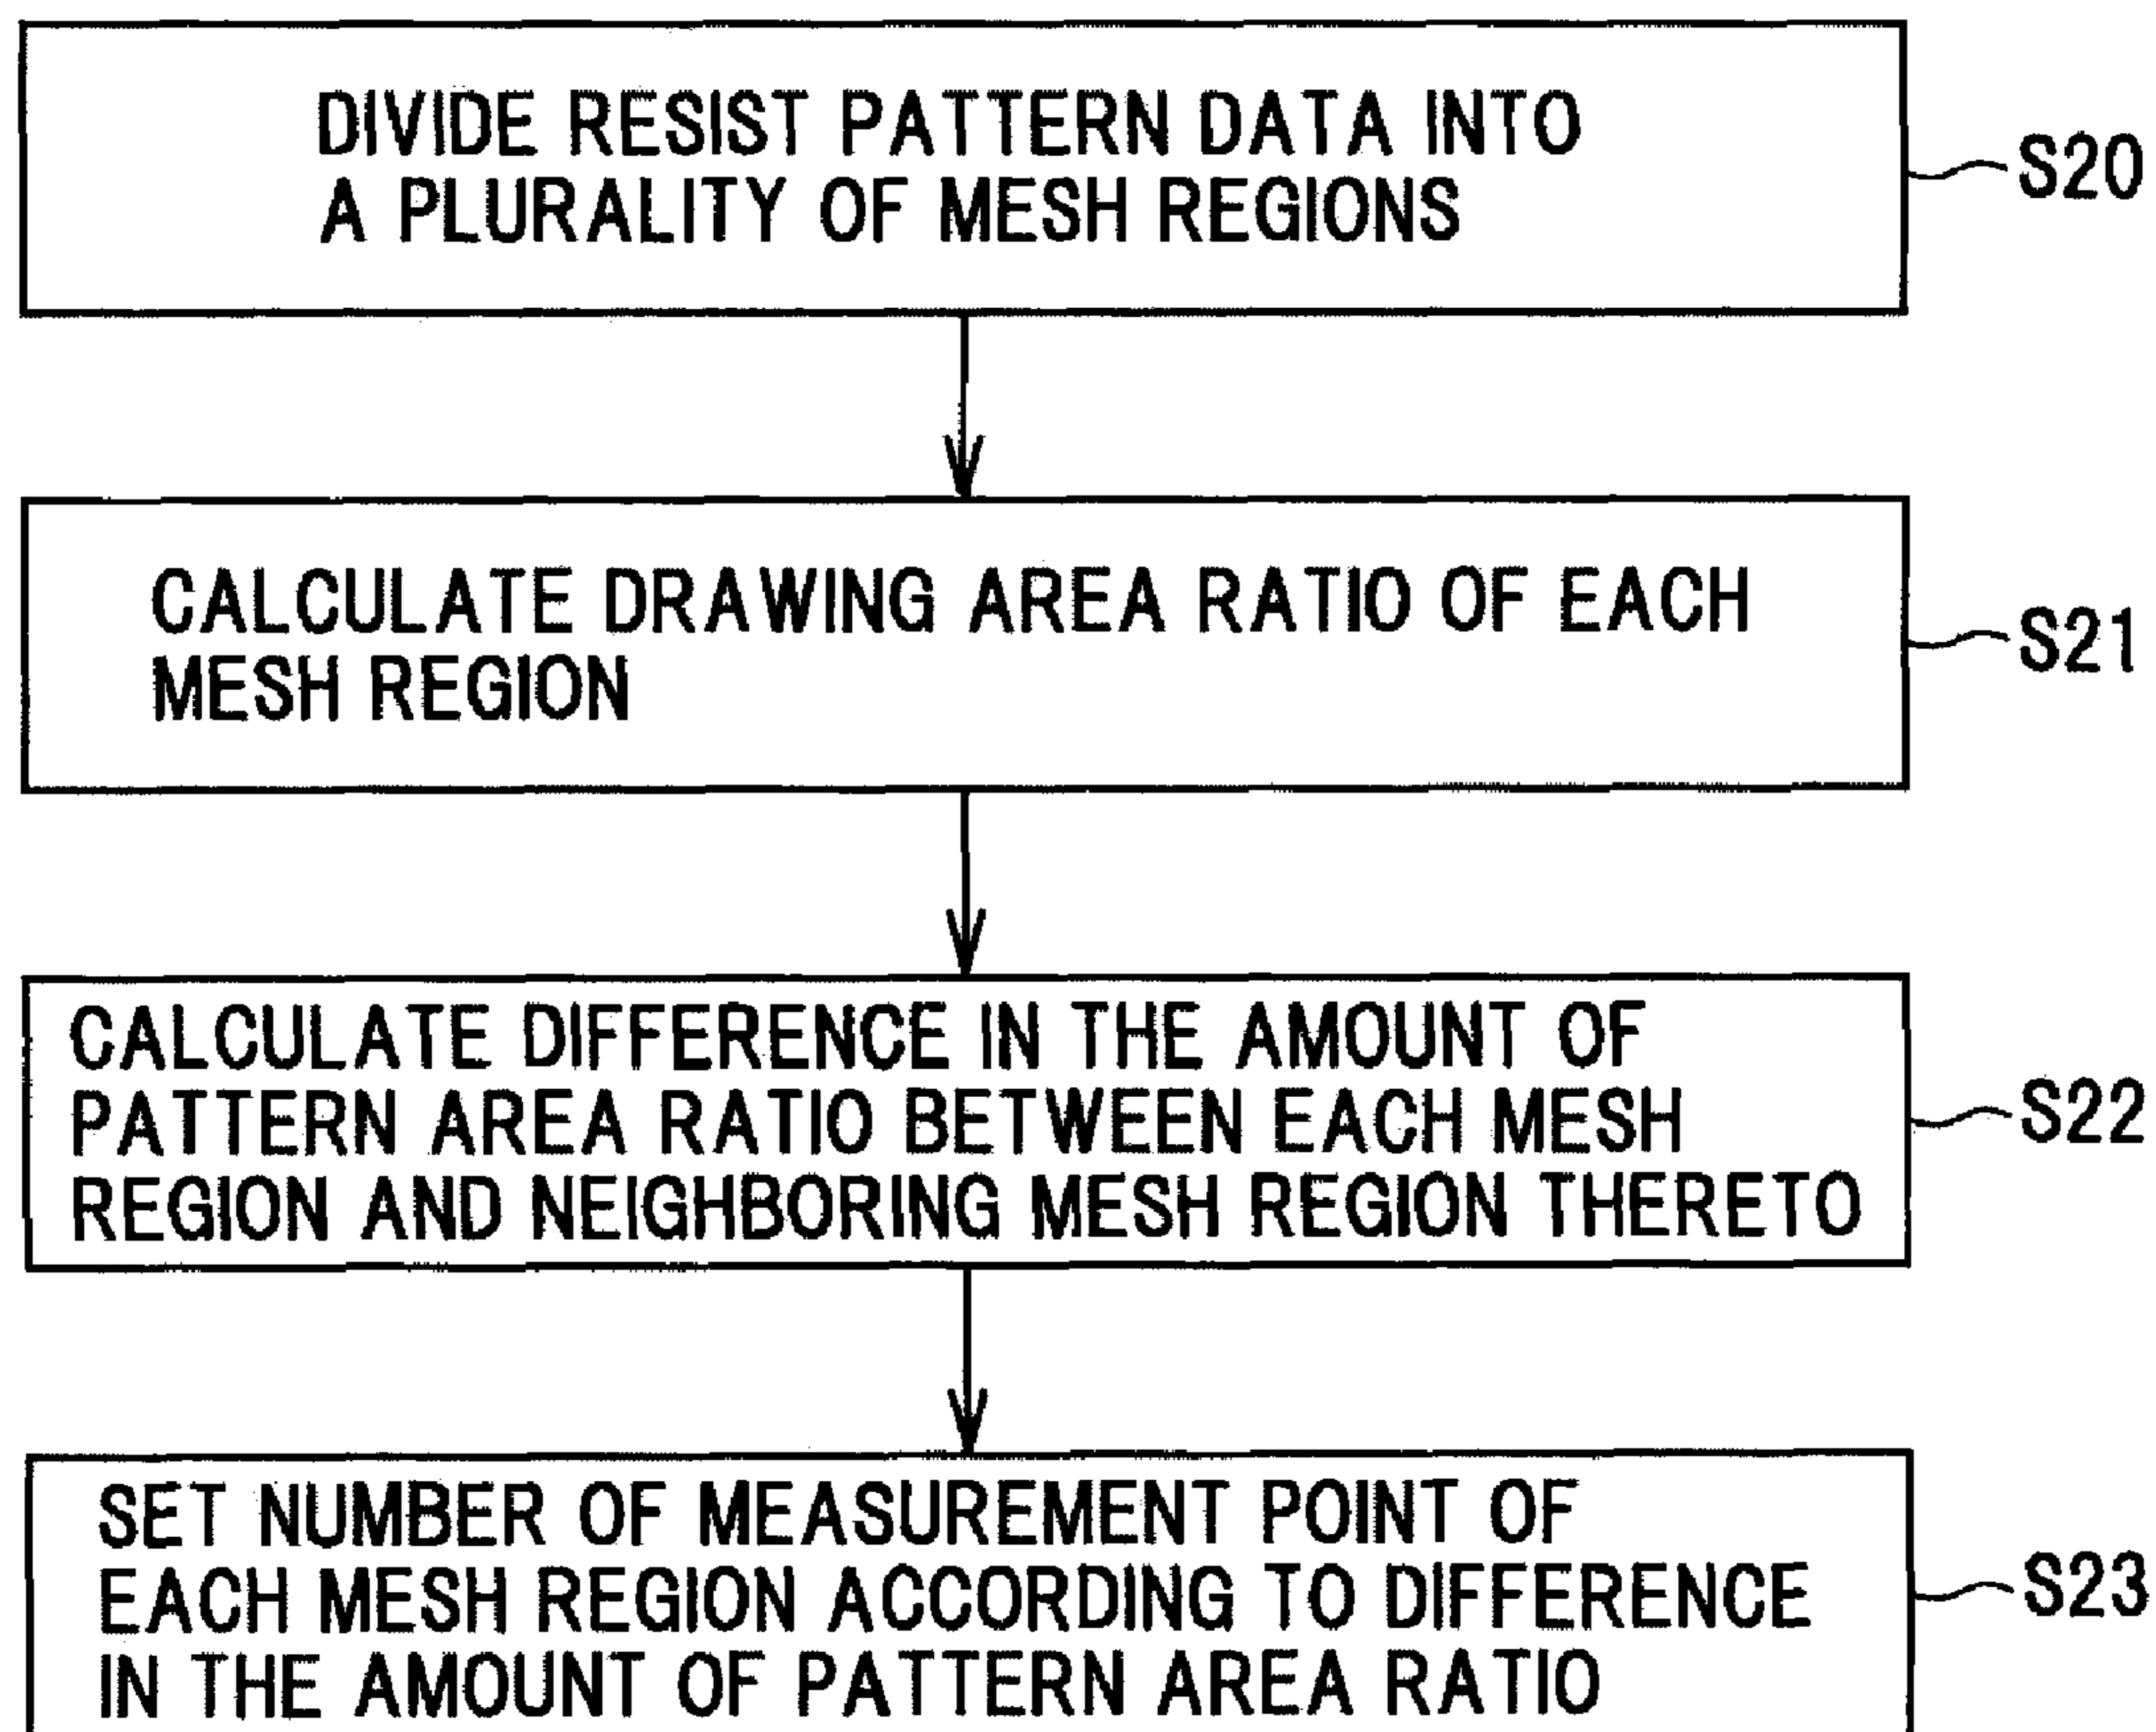 DIVIDE RESIST PATTERN DATA INTO
A PLURALITY OF MESH REGIONS
S20
CALCULATE DRAWING AREA RATIO OF EACH
MESH REGION
S21
CALCULATE DIFFERENCE IN THE AMOUNT OF
PATTERN AREA RATIO BETWEEN EACH MESH
REGION AND NEIGHBORING MESH REGION THERETO
S22
SET NUMBER OF MEASUREMENT POINT OF
EACH MESH REGION ACCORDING TO DIFFERENCE
IN THE AMOUNT OF PATTERN AREA RATIO
S23